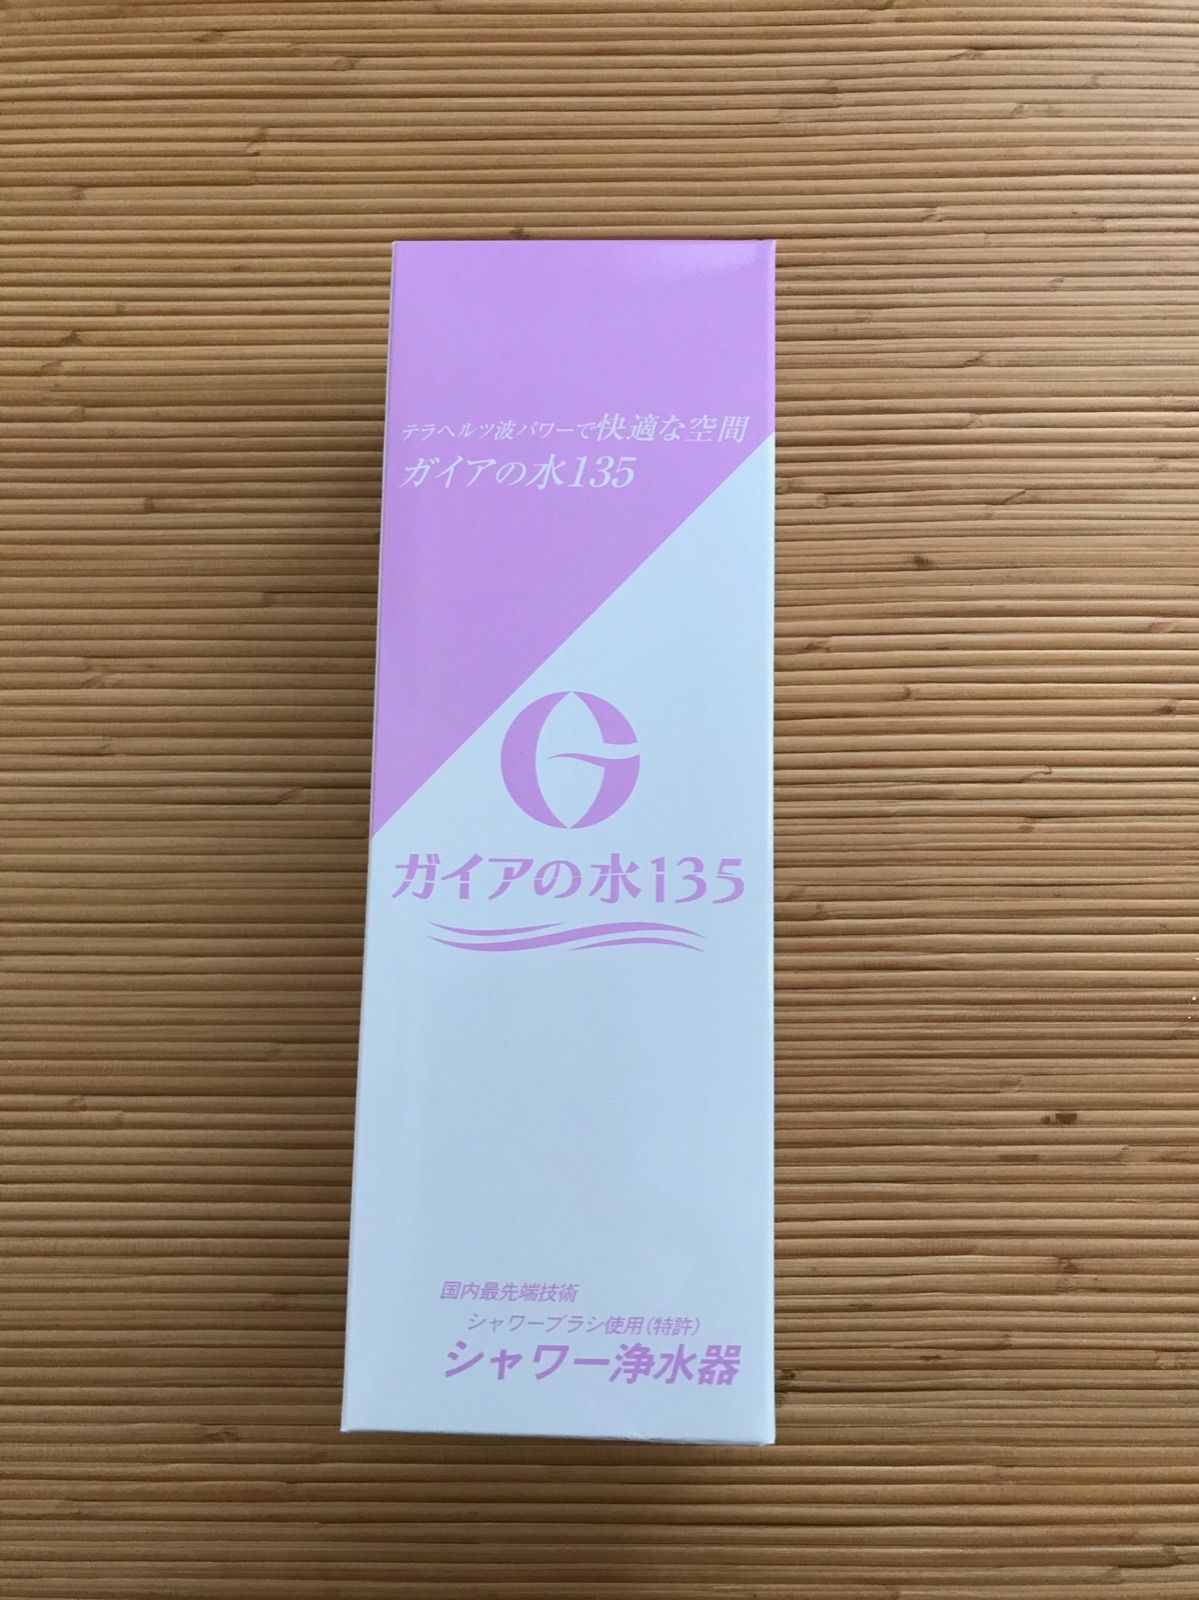 テラヘルツ波パワーで快適な空間
ガイアの水135
G
ガイアの水135
国内最先端技術
シャワーブラシ使用(特許)
シャワー浄水器